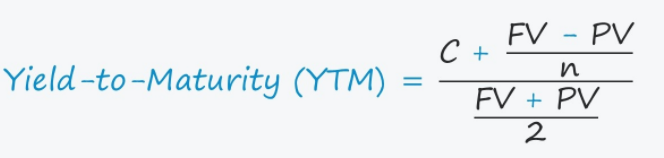 Yield-to-Maturity (YTM) = 
C + 
FV - PV
n
FV + PV
2